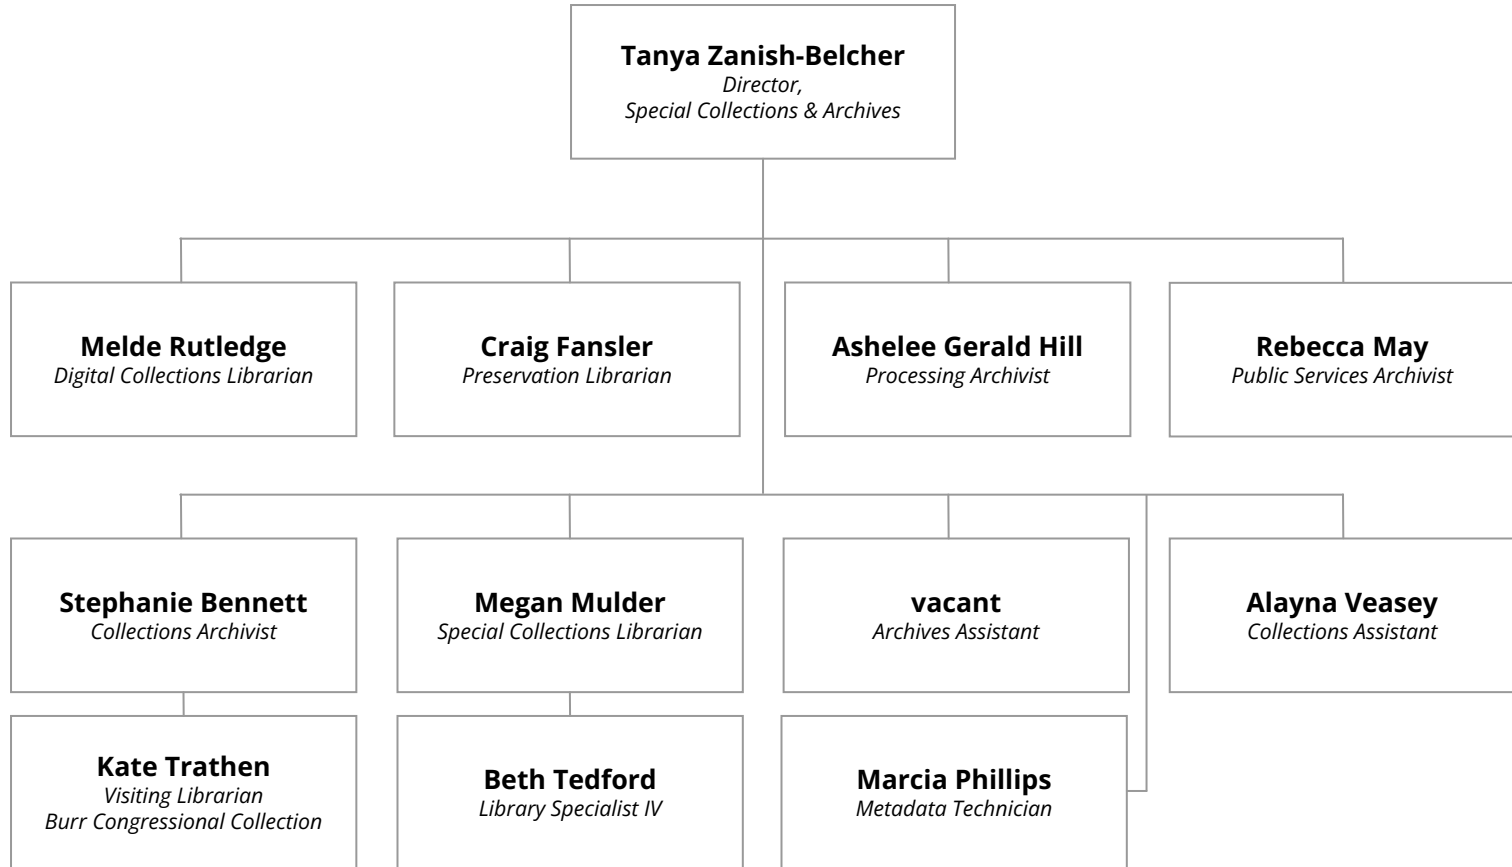 Tanya Zanish-Belcher
Director,
Special Collections & Archives
Melde Rutledge
Digital Collections Librarian
Craig Fansler
Preservation Librarian
Ashelee Gerald Hill
Processing Archivist
Rebecca May
Public Services Archivist
Stephanie Bennett
Collections Archivist
Megan Mulder
Special Collections Librarian
vacant
Archives Assistant
Alayna Veasey
Collections Assistant
Kate Trathen
Visiting Librarian
Burr Congressional Collection
Beth Tedford
Library Specialist IV
Marcia Phillips
Metadata Technician